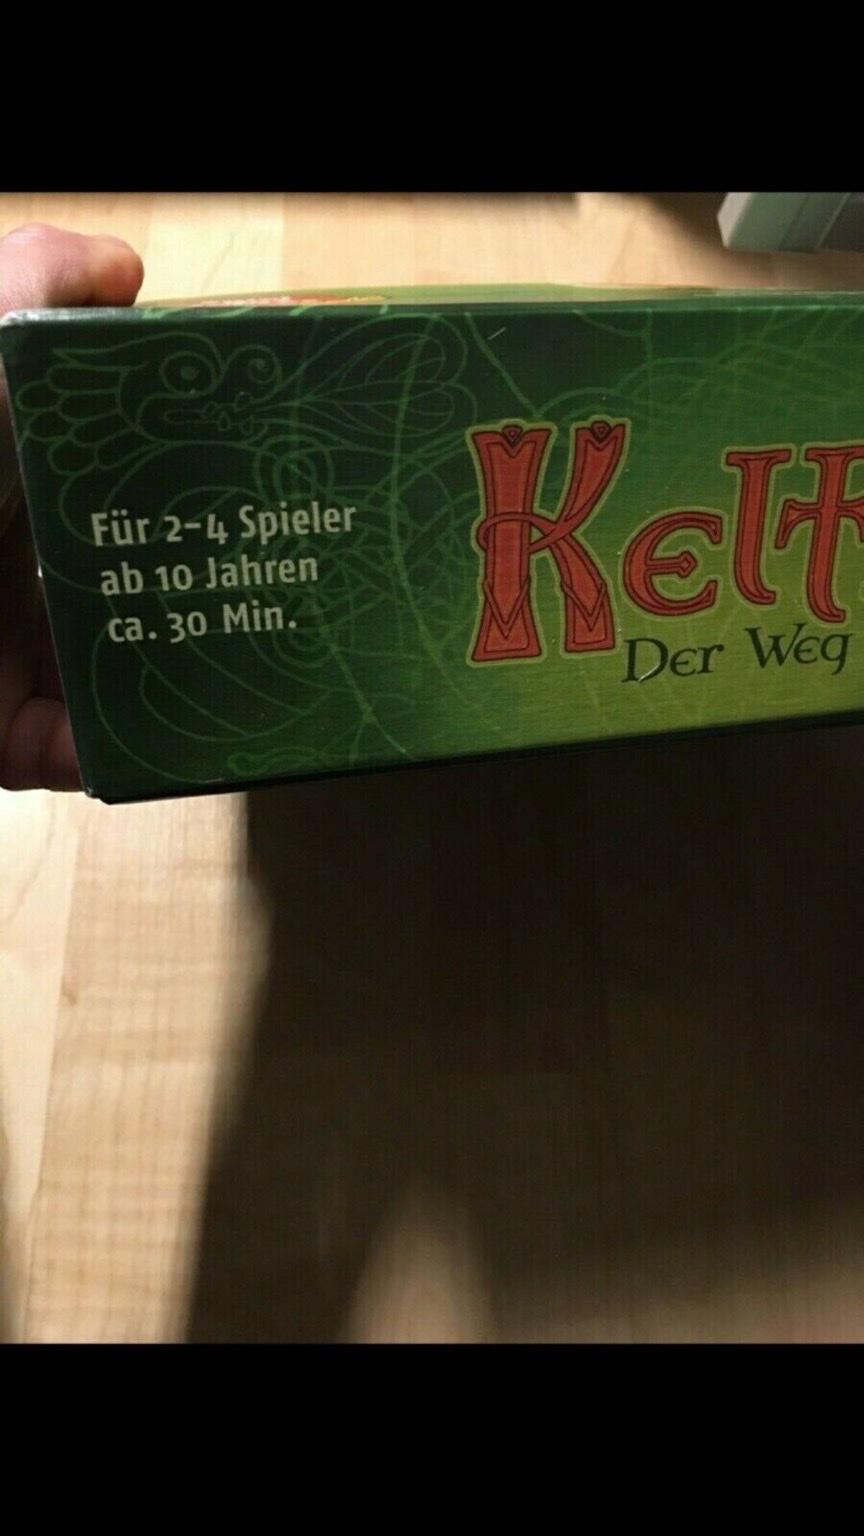 Für 2-4 Spieler
ab 10 Jahren
ca. 30 Min.
Der Weg